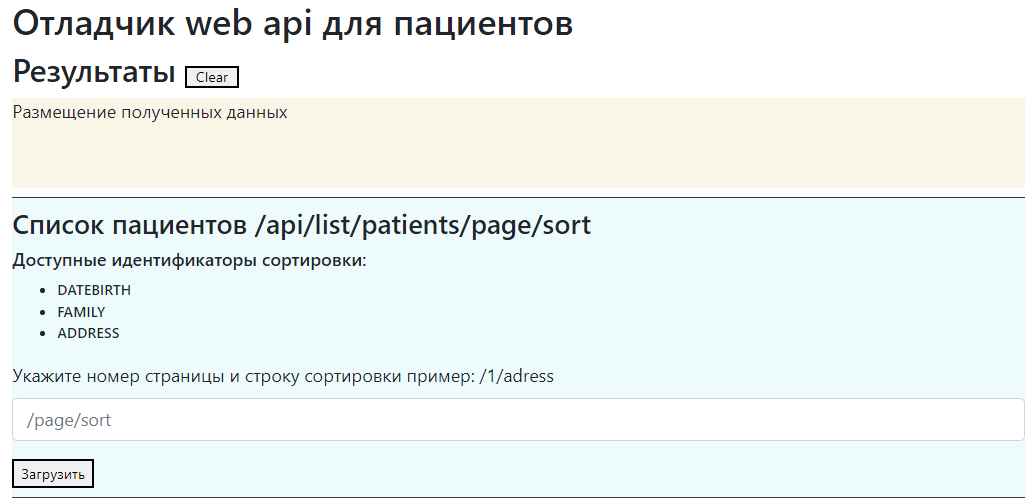 Отладчик web api для пациентов
Результаты Clear
Размещение полученных данных
Список пациентов /api/list/patients/page/sort
Доступные идентификаторы сортировки:
DATEBIRTH
FAMILY
ADDRESS
Укажите номер страницы и строку сортировки пример: /1/adress
/page/sort
Загрузить